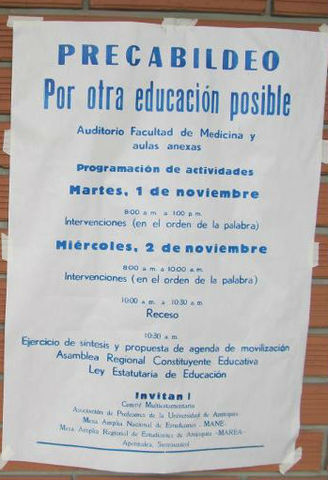 PRECABILDEO
Por otra educación posible
Auditorio Facultad de Medicina y
aulas anexas
Programación de actividades
Martes, 1 de noviembre
8:00 a.m. a 1:00 p.m.
Intervenciones (en el orden de la palabra)
Miércoles, 2 de noviembre
8:00 a.m. a 10:00 a.m.
Intervenciones (en el orden de la palabra)
10:00 a.m. a 10:30 a.m.
Receso
10:30 a.m.
Ejercicio de síntesis y propuesta de agenda de movilización
Asamblea Regional Constituyente Educativa
Ley Estatutaria de Educación
Invitan!
Comité Multiestamentario
Asociación de Profesores de la Universidad de Antioquia
Mesa Amplia Nacional de Estudiantes -MANE-
Mesa Amplia Regional de Estudiantes de Antioquia -MAREA-